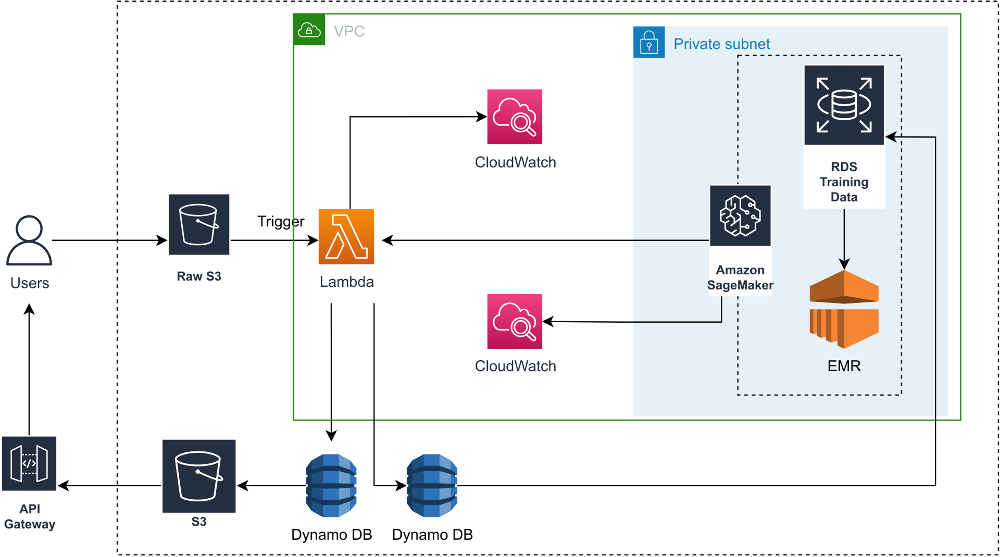 VPC
Private subnet
CloudWatch
RDS
Training
Data
Trigger
Users
Raw S3
Lambda
Amazon
SageMaker
CloudWatch
EMR
API
Gateway
S3
Dynamo DB
Dynamo DB